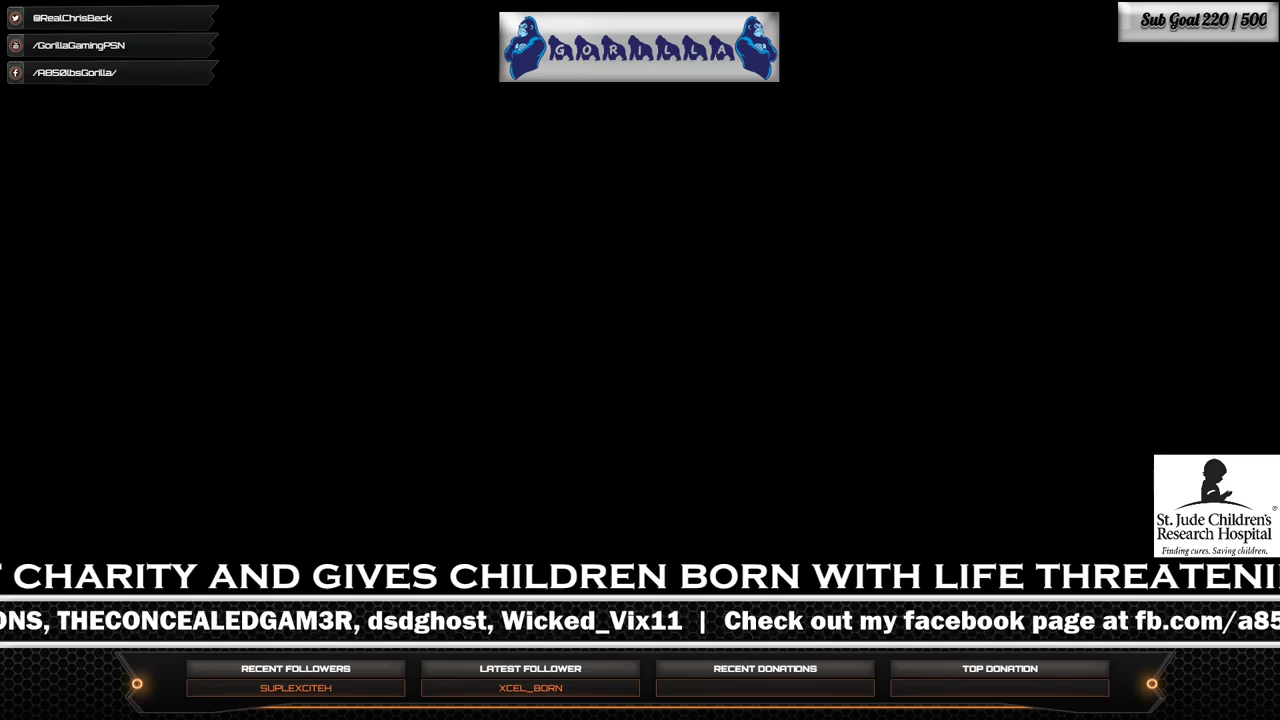 @RealChrisBeck
/GorillaGamingPSN
/A850lbsGorilla/
GORILLA
Sub Goal 220 / 500
St. Jude Children's
Research Hospital
®
Finding cures. Saving children.
CHARITY AND GIVES CHILDREN BORN WITH LIFE THREATENI
ONS, THECONCEALEDGAM3R, dsdghost, Wicked_Vix11 | Check out my facebook page at fb.com/a85
RECENT FOLLOWERS
LATEST FOLLOWER
RECENT DONATIONS
TOP DONATION
SUPLEXCITEH
XCEL_BORN